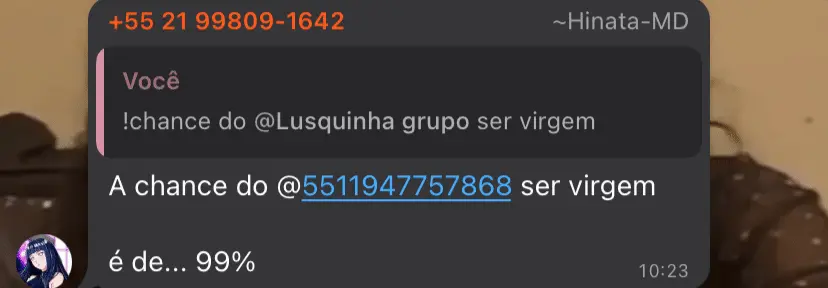 +55 21 99809-1642 ~Hinata-MD
Você
!chance do @Lusquinha grupo ser virgem
A chance do @5511947757868 ser virgem
é de... 99%
10:23